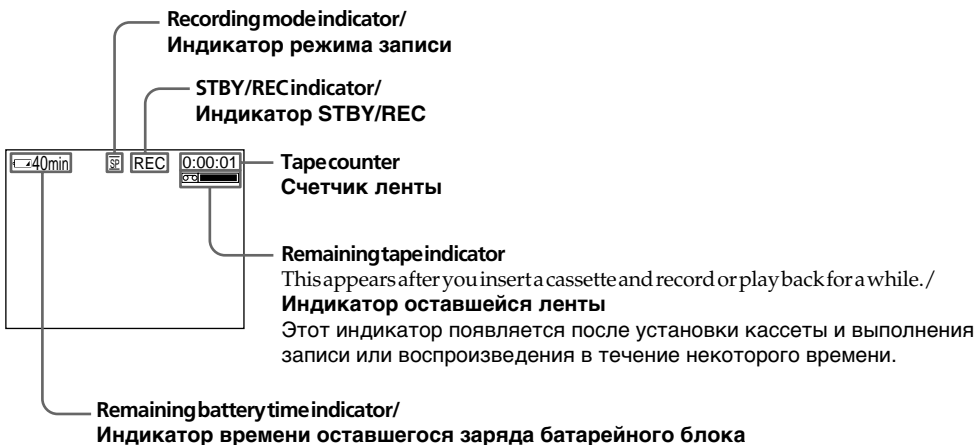 Recording mode indicator/
Индикатор режима записи
STBY/REC indicator/
Индикатор STBY/REC
40min SP REC 0:00:01
Tape counter
Счетчик ленты
Remaining tape indicator
This appears after you insert a cassette and record or play back for a while./
Индикатор оставшейся ленты
Этот индикатор появляется после установки кассеты и выполнения
записи или воспроизведения в течение некоторого времени.
Remaining battery time indicator/
Индикатор времени оставшегося заряда батарейного блока